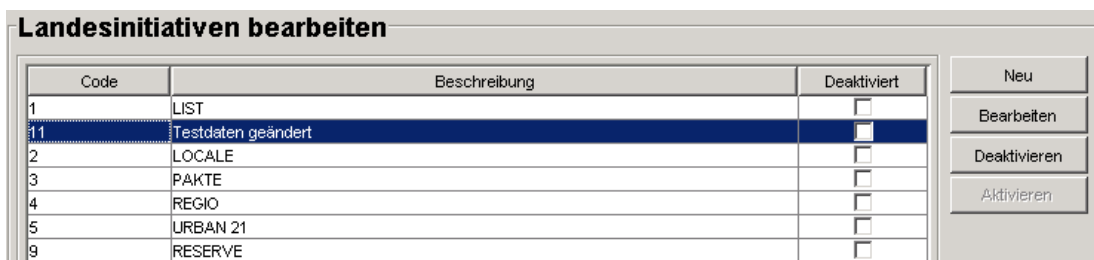 Landesinitiativen bearbeiten
Code Beschreibung Deaktiviert
1 LIST
11 Testdaten geändert
2 LOCALE
3 PAKTE
4 REGIO
5 URBAN 21
9 RESERVE
Neu
Bearbeiten
Deaktivieren
Aktivieren